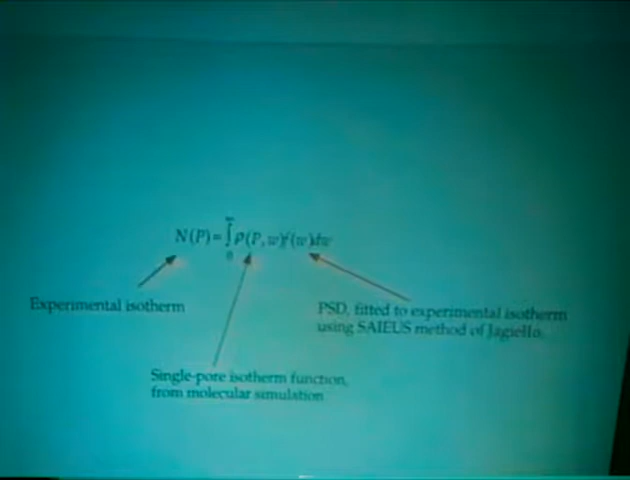 N(P)=∫ρ(P,w)f(w)dw
∞
0
Experimental isotherm
PSD, fitted to experimental isotherm
using SAIEUS method of Jagiello.
Single-pore isotherm function,
from molecular simulation